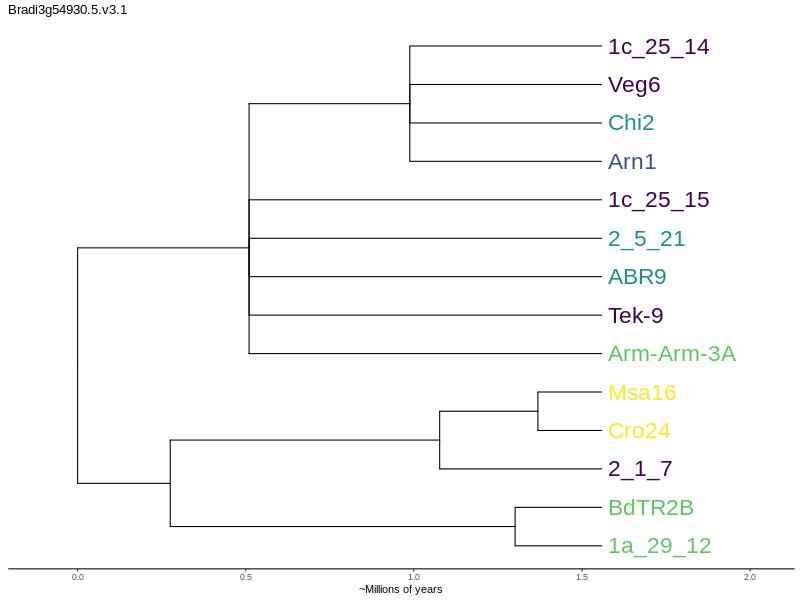 Bradi3g54930.5.v3.1
1c_25_14
Veg6
Chi2
Arn1
1c_25_15
2_5_21
ABR9
Tek-9
Arm-Arm-3A
Msa16
Cro24
2_1_7
BdTR2B
1a_29_12
0.0 0.5 1.0 1.5 2.0
~Millions of years